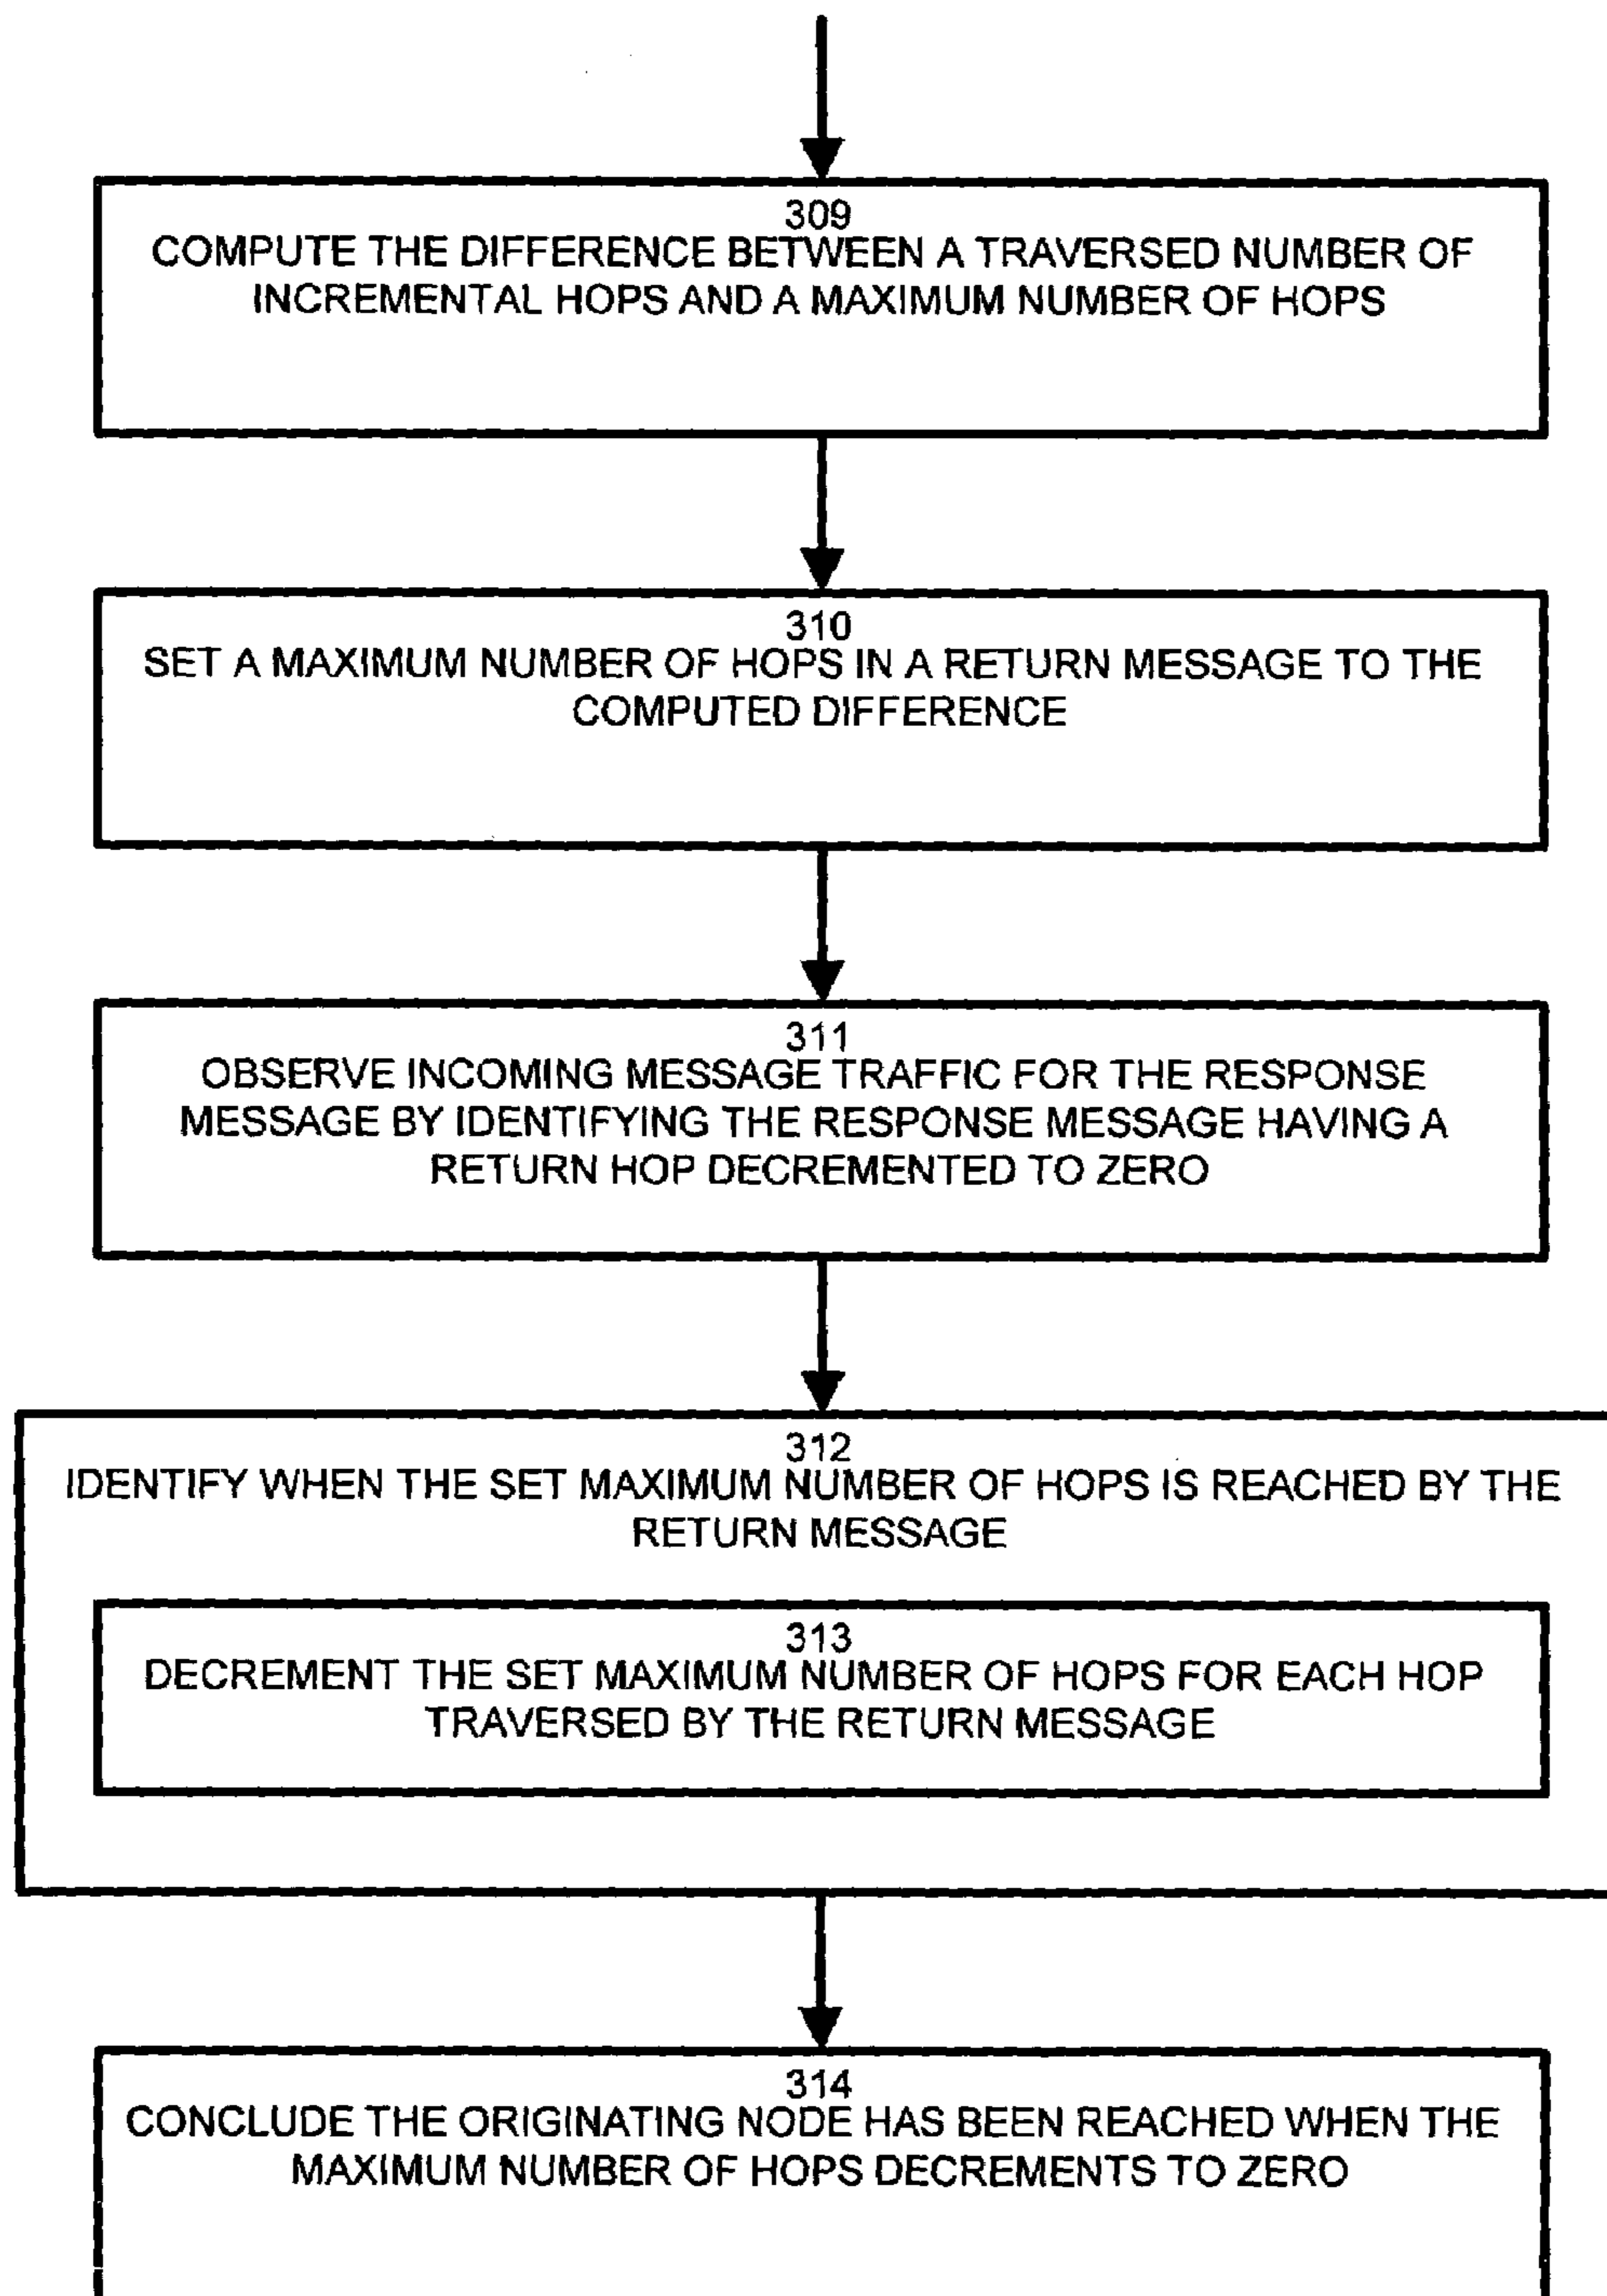 309
COMPUTE THE DIFFERENCE BETWEEN A TRAVERSED NUMBER OF
INCREMENTAL HOPS AND A MAXIMUM NUMBER OF HOPS
310
SET A MAXIMUM NUMBER OF HOPS IN A RETURN MESSAGE TO THE
COMPUTED DIFFERENCE
311
OBSERVE INCOMING MESSAGE TRAFFIC FOR THE RESPONSE
MESSAGE BY IDENTIFYING THE RESPONSE MESSAGE HAVING A
RETURN HOP DECREMENTED TO ZERO
312
IDENTIFY WHEN THE SET MAXIMUM NUMBER OF HOPS IS REACHED BY THE
RETURN MESSAGE
313
DECREMENT THE SET MAXIMUM NUMBER OF HOPS FOR EACH HOP
TRAVERSED BY THE RETURN MESSAGE
314
CONCLUDE THE ORIGINATING NODE HAS BEEN REACHED WHEN THE
MAXIMUM NUMBER OF HOPS DECREMENTS TO ZERO